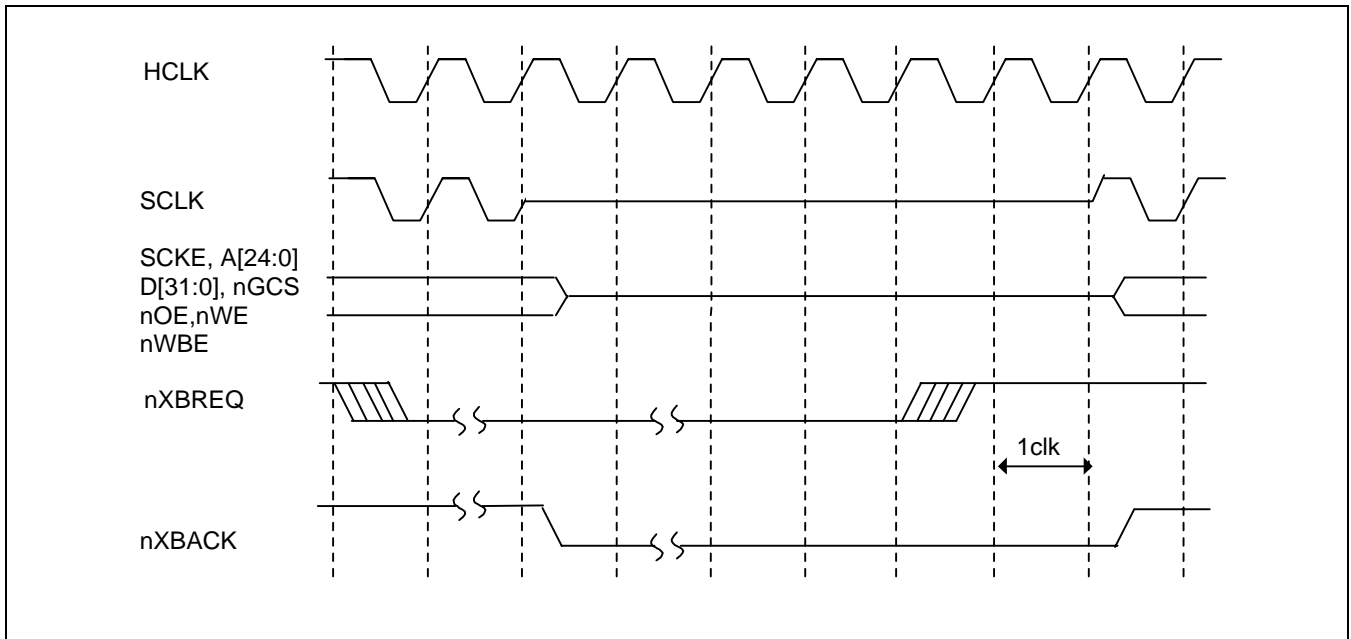 HCLK
SCLK
SCKE, A[24:0]
D[31:0], nGCS
nOE,nWE
nWBE
nXBREQ
1clk
nXBACK